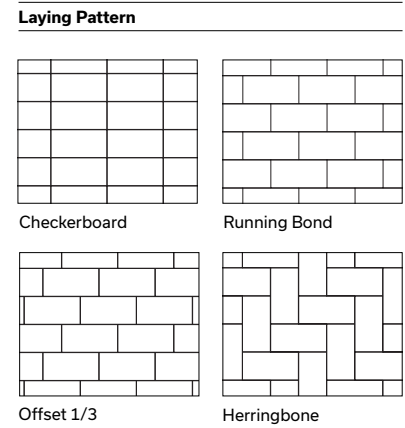 Laying Pattern
Checkerboard
Running Bond
Offset 1/3
Herringbone